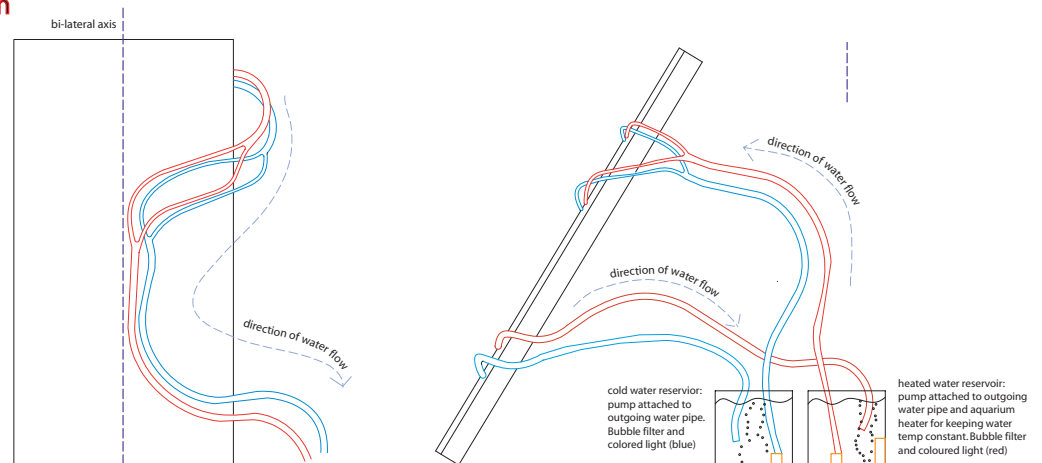 n
bi-lateral axis
direction of water flow
direction of water flow
direction of water flow
cold water reservior:
pump attached to
outgoing water pipe.
Bubble filter and
colored light (blue)
heated water reservoir:
pump attached to outgoing
water pipe and aquarium
heater for keeping water
temp constant. Bubble filter
and coloured light (red)